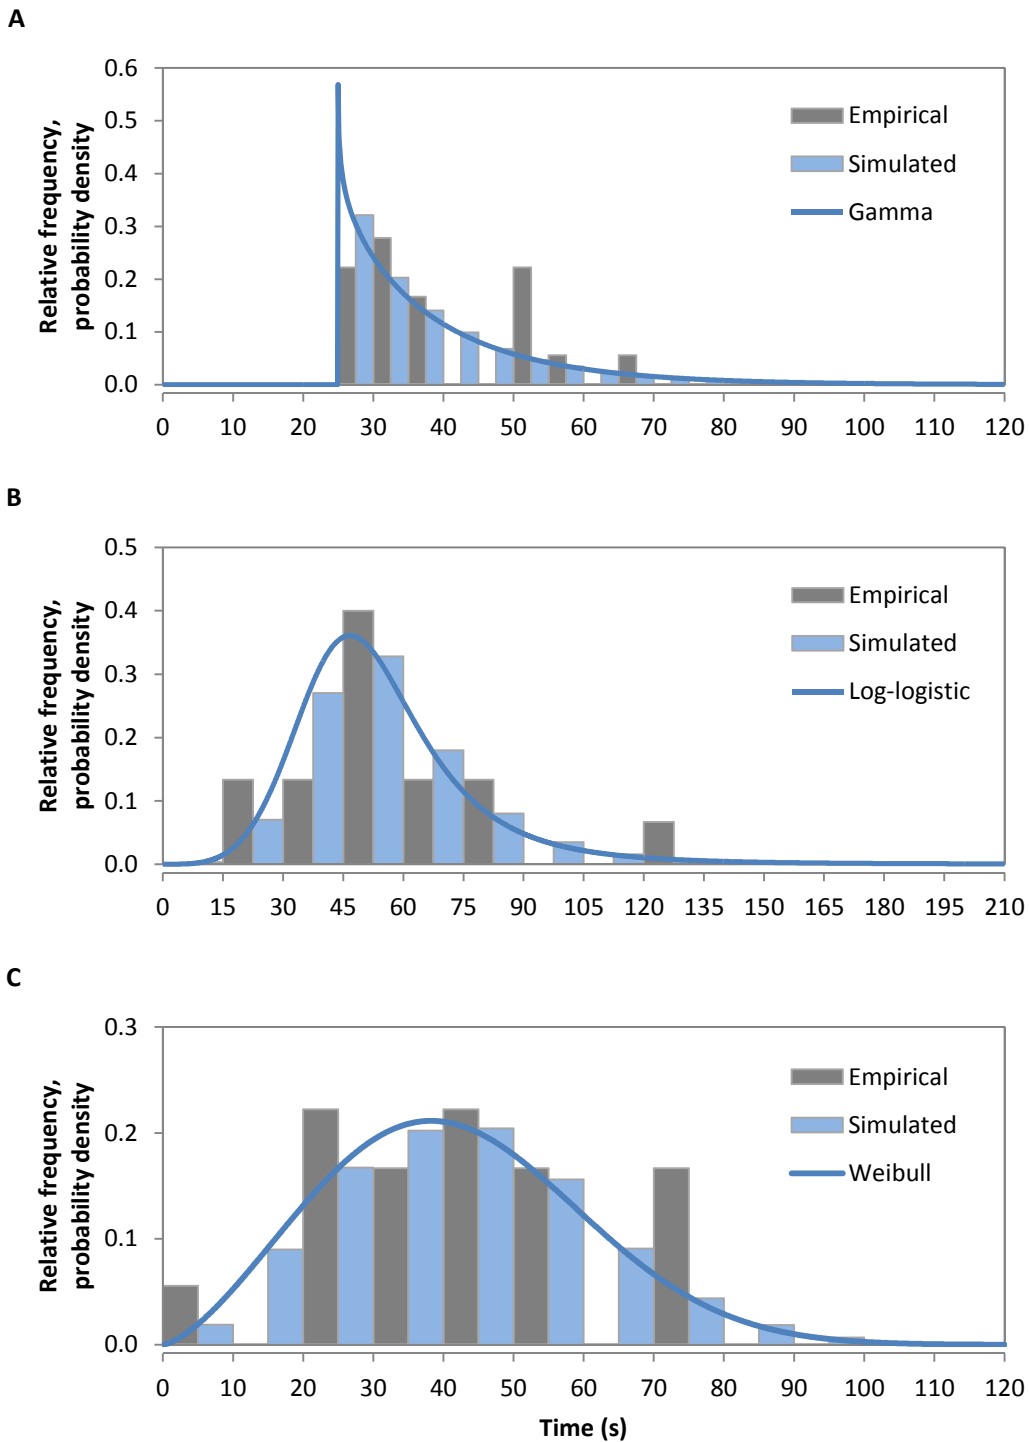 A
Relative frequency,
probability density
0.6
0.5
0.4
0.3
0.2
0.1
0.0
Empirical
Simulated
Gamma
0 10 20 30 40 50 60 70 80 90 100 110 120
B
Relative frequency,
probability density
0.5
0.4
0.3
0.2
0.1
0.0
Empirical
Simulated
Log-logistic
0 15 30 45 60 75 90 105 120 135 150 165 180 195 210
C
Relative frequency,
probability density
0.3
0.2
0.1
0.0
Empirical
Simulated
Weibull
0 10 20 30 40 50 60 70 80 90 100 110 120
Time (s)